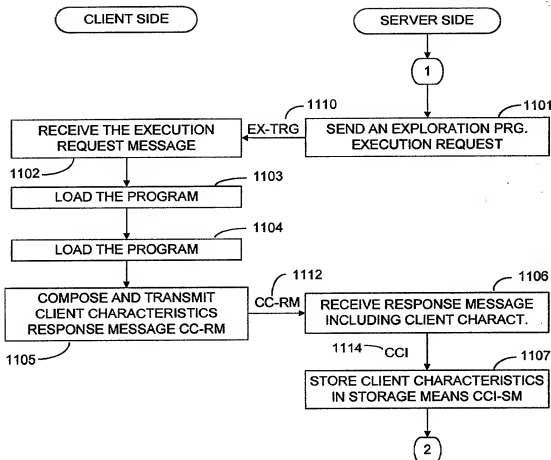 CLIENT SIDE
SERVER SIDE
1
1110
1101
EX-TRG
RECEIVE THE EXECUTION
REQUEST MESSAGE
SEND AN EXPLORATION PRG.
EXECUTION REQUEST
1102
1103
LOAD THE PROGRAM
1104
LOAD THE PROGRAM
1112
1106
CC-RM
COMPOSE AND TRANSMIT
CLIENT CHARACTERISTICS
RESPONSE MESSAGE CC-RM
RECEIVE RESPONSE MESSAGE
INCLUDING CLIENT CHARACT.
1105
1114
CCI
1107
STORE CLIENT CHARACTERISTICS
IN STORAGE MEANS CCI-SM
2